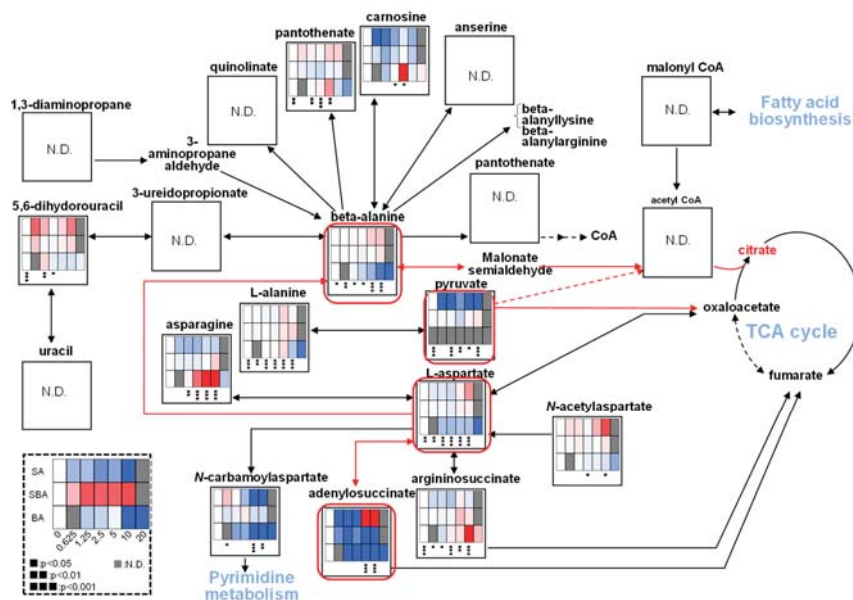 carnosine
pantothenate
anserine
quinolinate
N.D.
malonyl CoA
N.D.
Fatty acid
biosynthesis
1,3-diaminopropane
N.D.
N.D.
beta-
alanyllysine
beta-
alanylarginine
3-
aminopropane
aldehyde
pantothenate
N.D.
3-ureidopropionate
N.D.
5,6-dihydorouracil
beta-alanine
acetyl CoA
N.D.
CoA
citrate
Malonate
semialdehyde
pyruvate
L-alanine
oxaloacetate
asparagine
TCA cycle
uracil
N.D.
L-aspartate
fumarate
N-acetylaspartate
N-carbamoylaspartate
argininosuccinate
adenylosuccinate
SA
SBA
BA
0 0.625 1.25 2.5 5 10 20
:p<0.05 :N.D.
:p<0.01
:p<0.001
Pyrimidine
metabolism